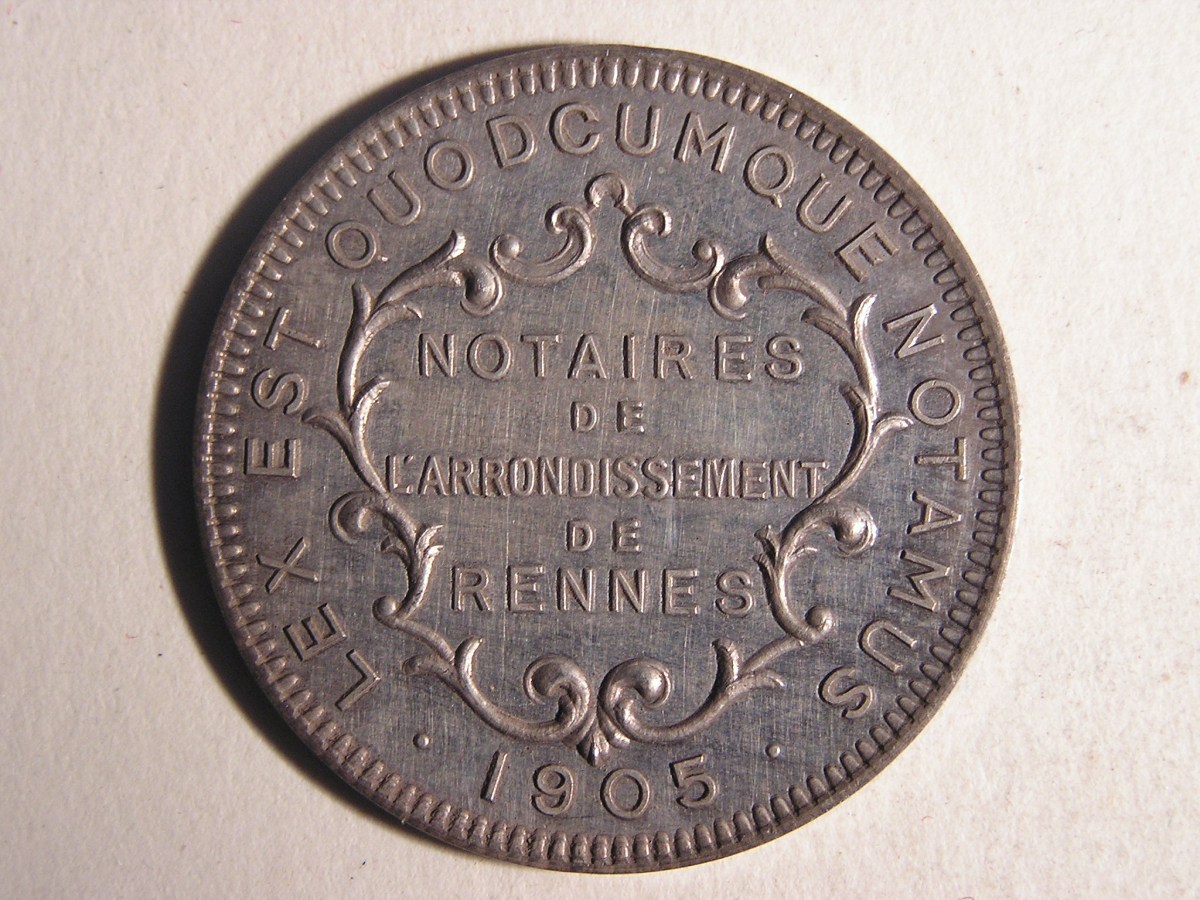 LEX EST QUODCUMQUE NOTAMUS
NOTAIRES
DE
L'ARRONDISSEMENT
DE
RENNES
· 1905 ·